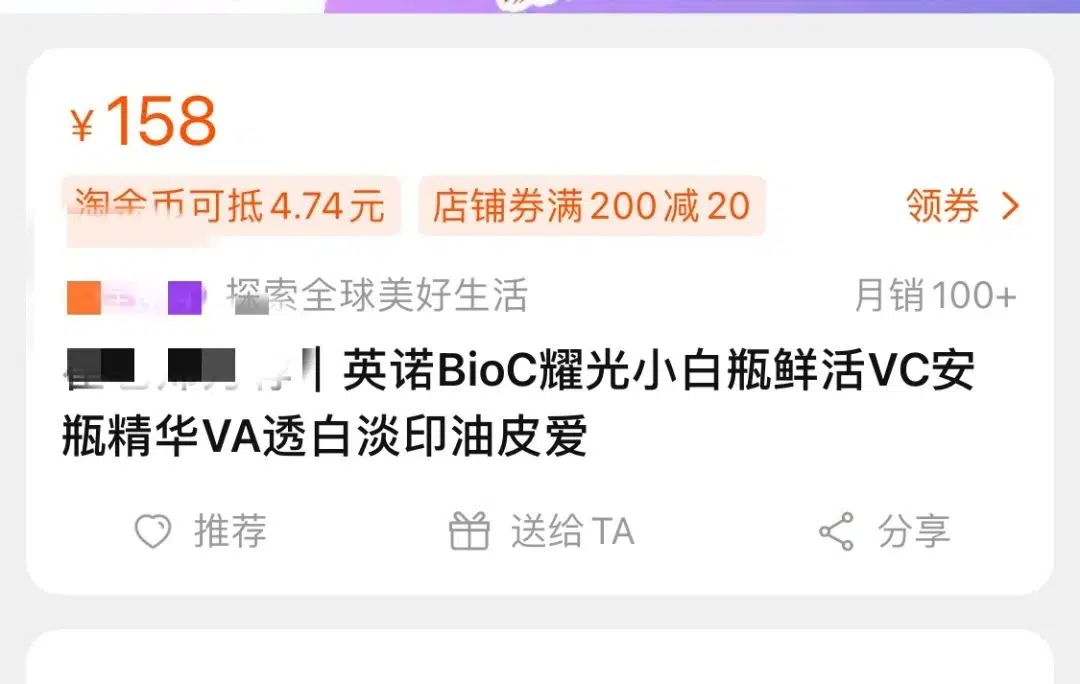 ¥158
淘金币可抵4.74元 店铺券满200减20 领券 >
探索全球美好生活 月销100+
| 英诺BioC耀光小白瓶鲜活VC安
瓶精华VA透白淡印油皮爱
推荐 送给TA 分享